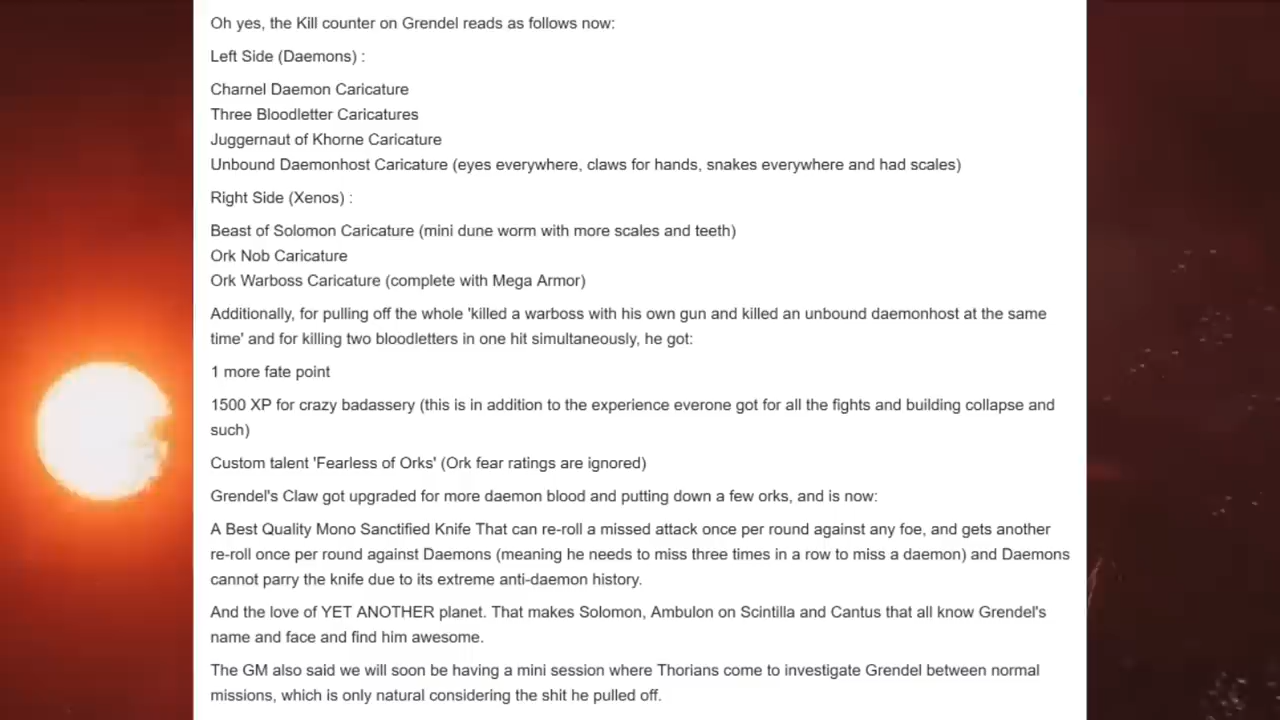 Oh yes, the Kill counter on Grendel reads as follows now:
Left Side (Daemons) :
Charnel Daemon Caricature
Three Bloodletter Caricatures
Juggernaut of Khorne Caricature
Unbound Daemonhost Caricature (eyes everywhere, claws for hands, snakes everywhere and had scales)
Right Side (Xenos) :
Beast of Solomon Caricature (mini dune worm with more scales and teeth)
Ork Nob Caricature
Ork Warboss Caricature (complete with Mega Armor)
Additionally, for pulling off the whole 'killed a warboss with his own gun and killed an unbound daemonhost at the same
time' and for killing two bloodletters in one hit simultaneously, he got:
1 more fate point
1500 XP for crazy badassery (this is in addition to the experience everone got for all the fights and building collapse and
such)
Custom talent 'Fearless of Orks' (Ork fear ratings are ignored)
Grendel's Claw got upgraded for more daemon blood and putting down a few orks, and is now:
A Best Quality Mono Sanctified Knife That can re-roll a missed attack once per round against any foe, and gets another
re-roll once per round against Daemons (meaning he needs to miss three times in a row to miss a daemon) and Daemons
cannot parry the knife due to its extreme anti-daemon history.
And the love of YET ANOTHER planet. That makes Solomon, Ambulon on Scintilla and Cantus that all know Grendel's
name and face and find him awesome.
The GM also said we will soon be having a mini session where Thorians come to investigate Grendel between normal
missions, which is only natural considering the shit he pulled off.